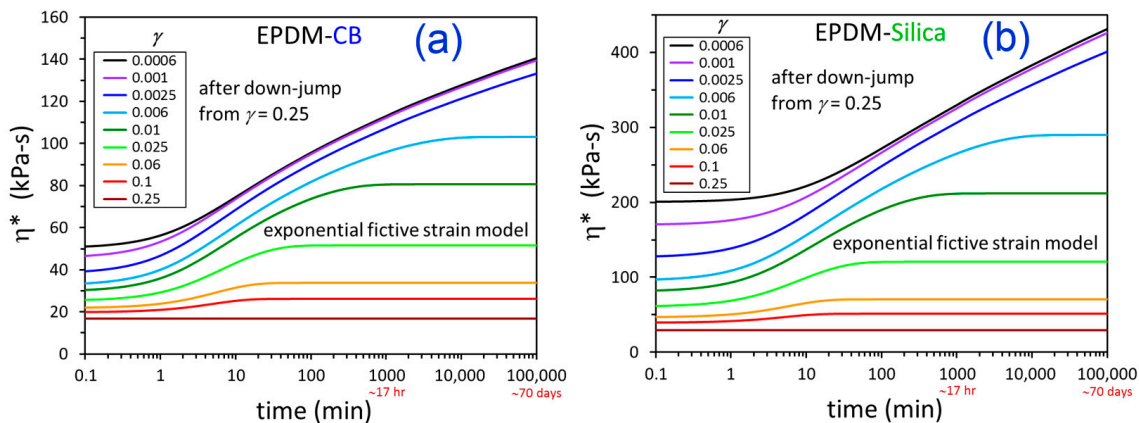 EPDM-CB (a)
γ
0.0006
0.001
0.0025
0.006
0.01
0.025
0.06
0.1
0.25
after down-jump
from γ = 0.25
exponential fictive strain model
η* (kPa-s)
160
140
120
100
80
60
40
20
0
0.1 1 10 100 1000 10,000 100,000
~17 hr ~70 days
time (min)
EPDM-Silica (b)
γ
0.0006
0.001
0.0025
0.006
0.01
0.025
0.06
0.1
0.25
after down-jump
from γ = 0.25
exponential fictive strain model
η* (kPa-s)
400
300
200
100
0
0.1 1 10 100 1000 10,000 100,000
~17 hr ~70 days
time (min)